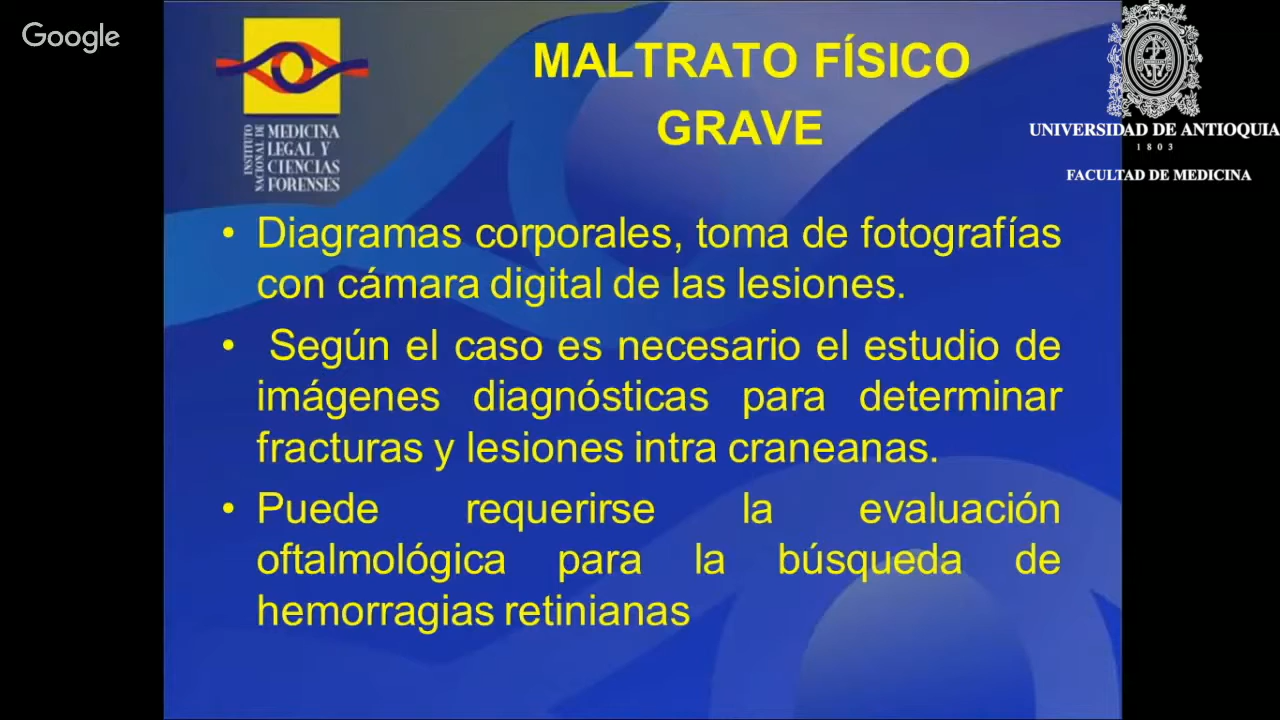 Google
MALTRATO FÍSICO
GRAVE
INSTITUTO NACIONAL DE
MEDICINA
LEGAL Y
CIENCIAS
FORENSES
UNIVERSIDAD DE ANTIOQUIA
1803
FACULTAD DE MEDICINA
• Diagramas corporales, toma de fotografías
con cámara digital de las lesiones.
• Según el caso es necesario el estudio de
imágenes diagnósticas para determinar
fracturas y lesiones intra craneanas.
• Puede requerirse la evaluación
oftalmológica para la búsqueda de
hemorragias retinianas